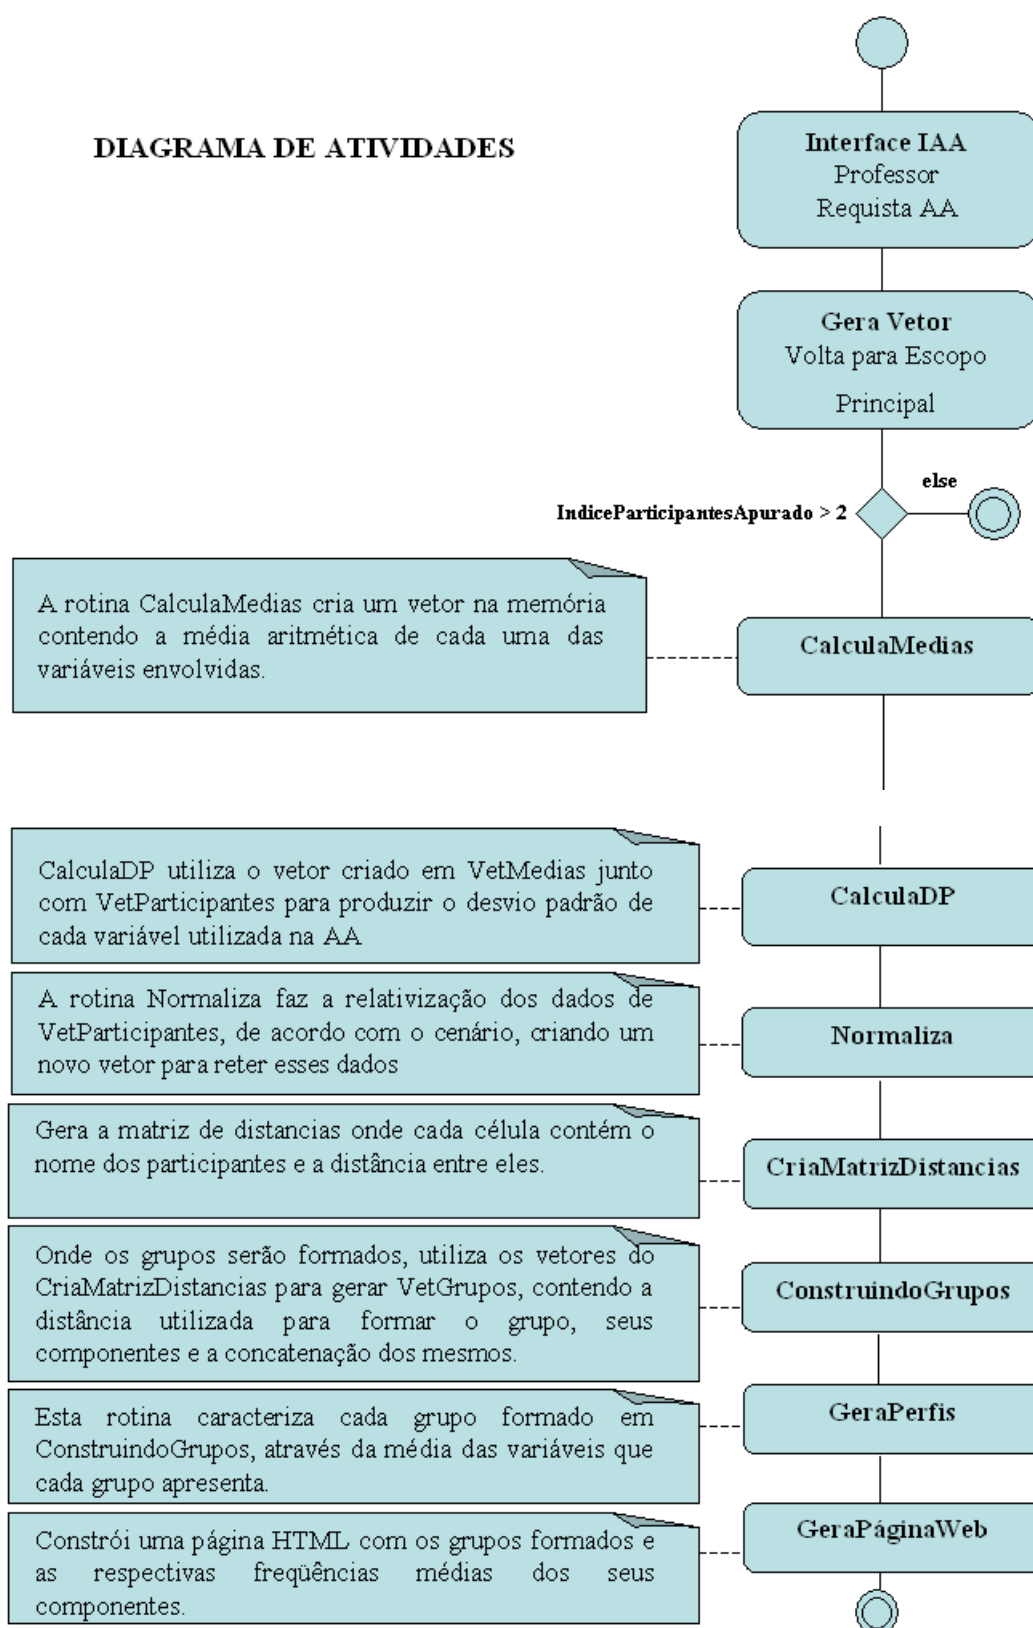 DIAGRAMA DE ATIVIDADES
Interface IAA
Professor
Requista AA
Gera Vetor
Volta para Escopo
Principal
else
IndiceParticipantesApurado > 2
A rotina CalculaMedias cria um vetor na memória
contendo a média aritmética de cada uma das
variáveis envolvidas.
CalculaMedias
CalculaDP utiliza o vetor criado em VetMedias junto
com VetParticipantes para produzir o desvio padrão de
cada variável utilizada na AA
CalculaDP
A rotina Normaliza faz a relativização dos dados de
VetParticipantes, de acordo com o cenário, criando um
novo vetor para reter esses dados
Normaliza
Gera a matriz de distancias onde cada célula contém o
nome dos participantes e a distância entre eles.
CriaMatrizDistancias
Onde os grupos serão formados, utiliza os vetores do
CriaMatrizDistancias para gerar VetGrupos, contendo a
distância utilizada para formar o grupo, seus
componentes e a concatenação dos mesmos.
ConstruindoGrupos
Esta rotina caracteriza cada grupo formado em
ConstruindoGrupos, através da média das variáveis que
cada grupo apresenta.
GeraPerfis
Constrói uma página HTML com os grupos formados e
as respectivas freqüências médias dos seus
componentes.
GeraPáginaWeb